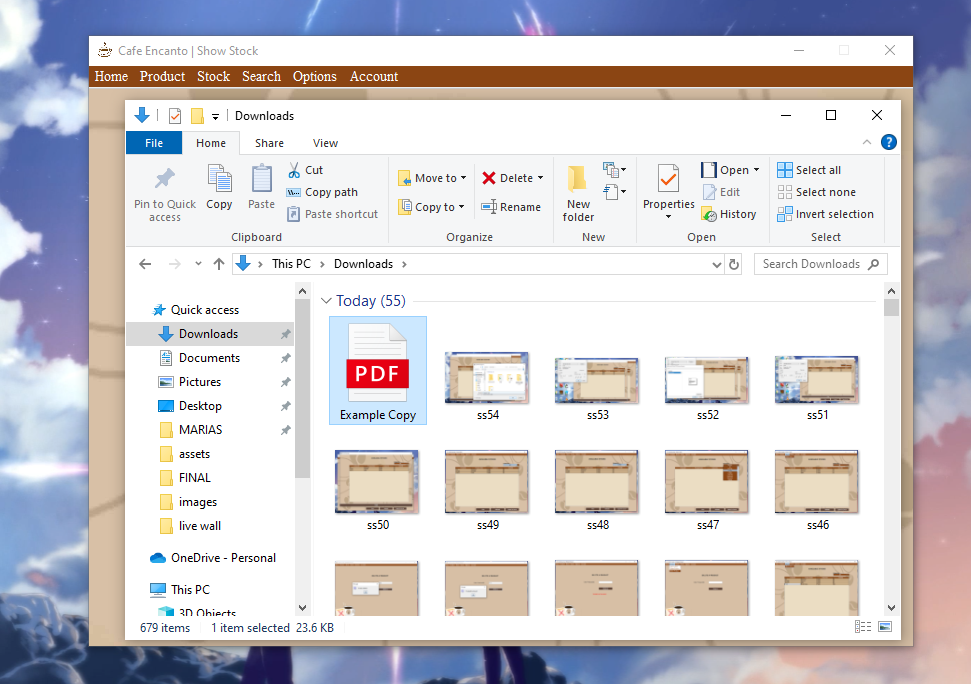 Cafe Encanto | Show Stock
Home Product Stock Search Options Account
Downloads
File Home Share View
Pin to Quick access
Copy
Paste
Cut
Copy path
Paste shortcut
Clipboard
Move to
Copy to
Delete
Rename
Organize
New folder
New
Properties
Open
Edit
History
Open
Select all
Select none
Invert selection
Select
This PC > Downloads >
Search Downloads
Quick access
Downloads
Documents
Pictures
Desktop
MARIAS
assets
FINAL
images
live wall
OneDrive - Personal
This PC
3D Objects
Today (55)
PDF
Example Copy
ss54
ss53
ss52
ss51
ss50
ss49
ss48
ss47
ss46
679 items 1 item selected 23.6 KB